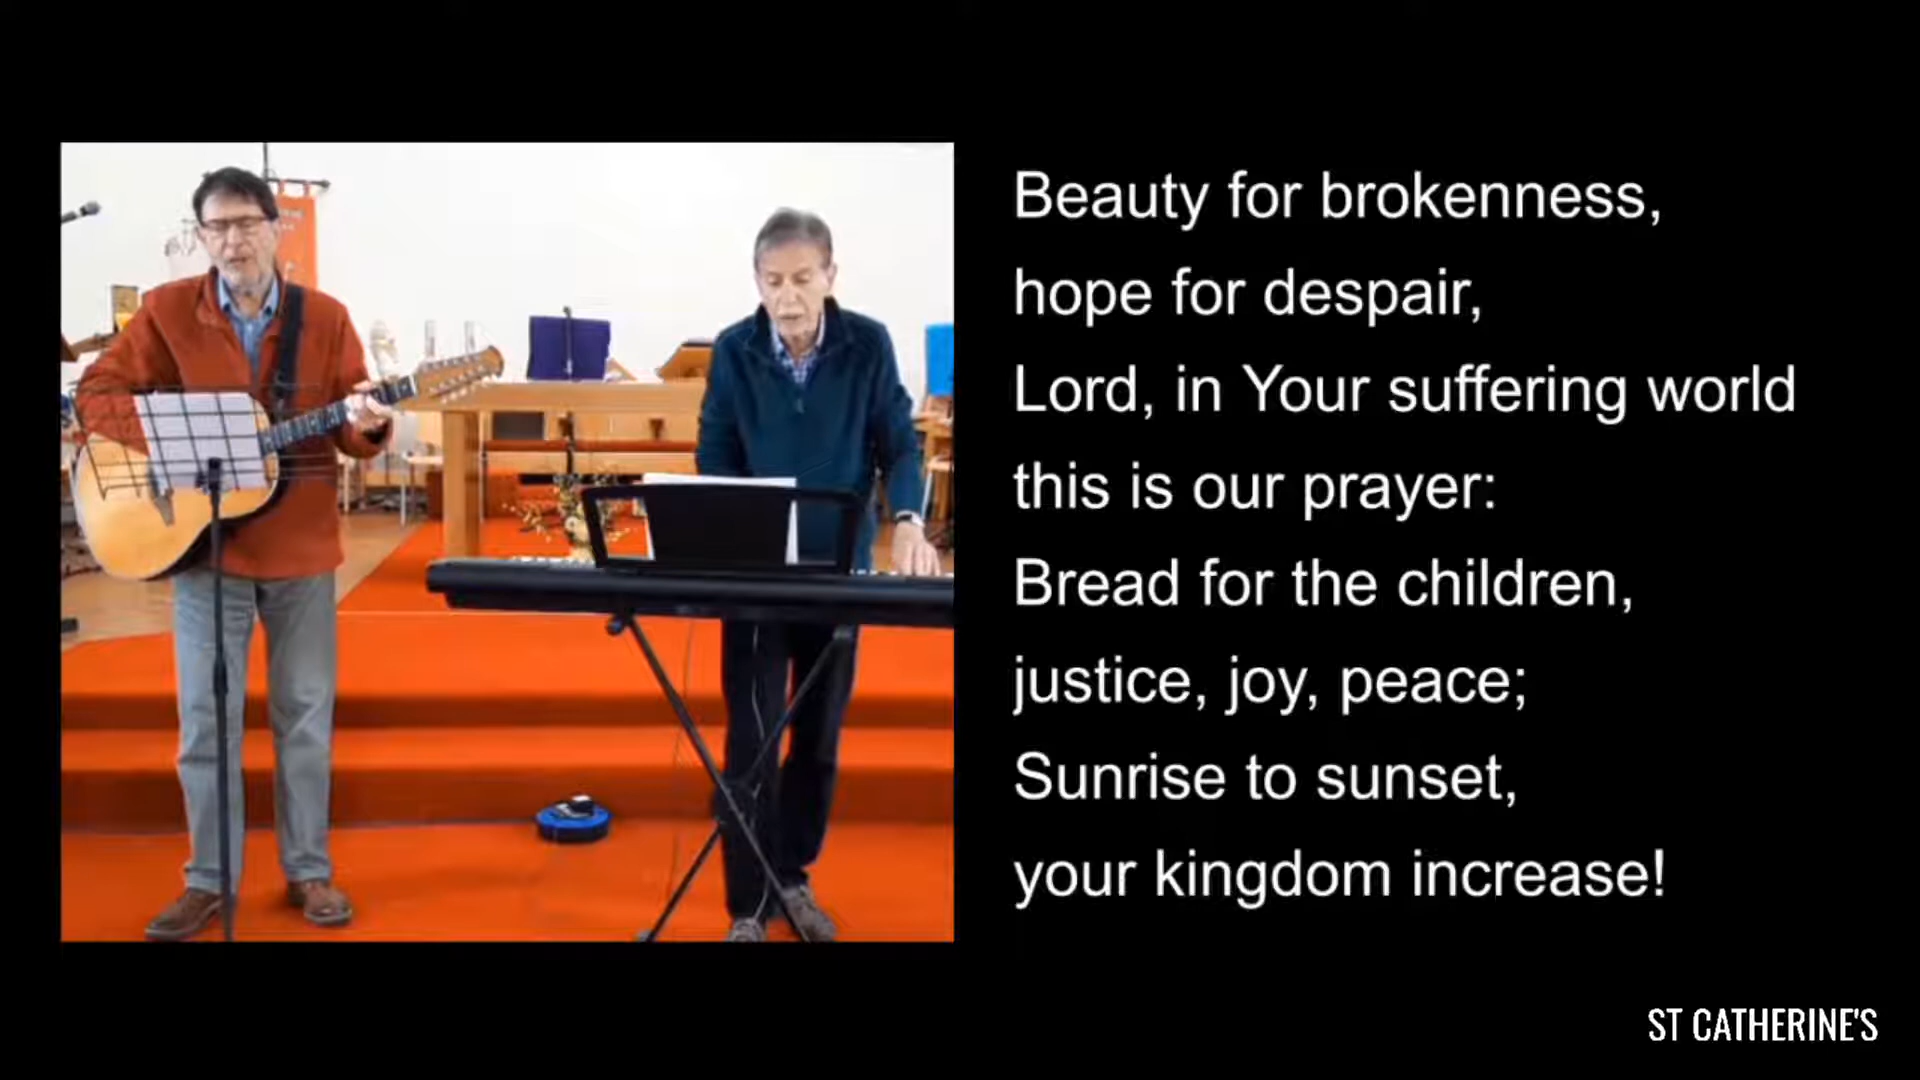 Beauty for brokenness,
hope for despair,
Lord, in Your suffering world
this is our prayer:
Bread for the children,
justice, joy, peace;
Sunrise to sunset,
your kingdom increase!
ST CATHERINE'S